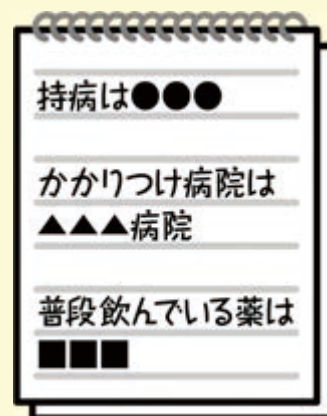 持病は●●●
かかりつけ病院は
▲▲▲病院
普段飲んでいる薬は
■■■